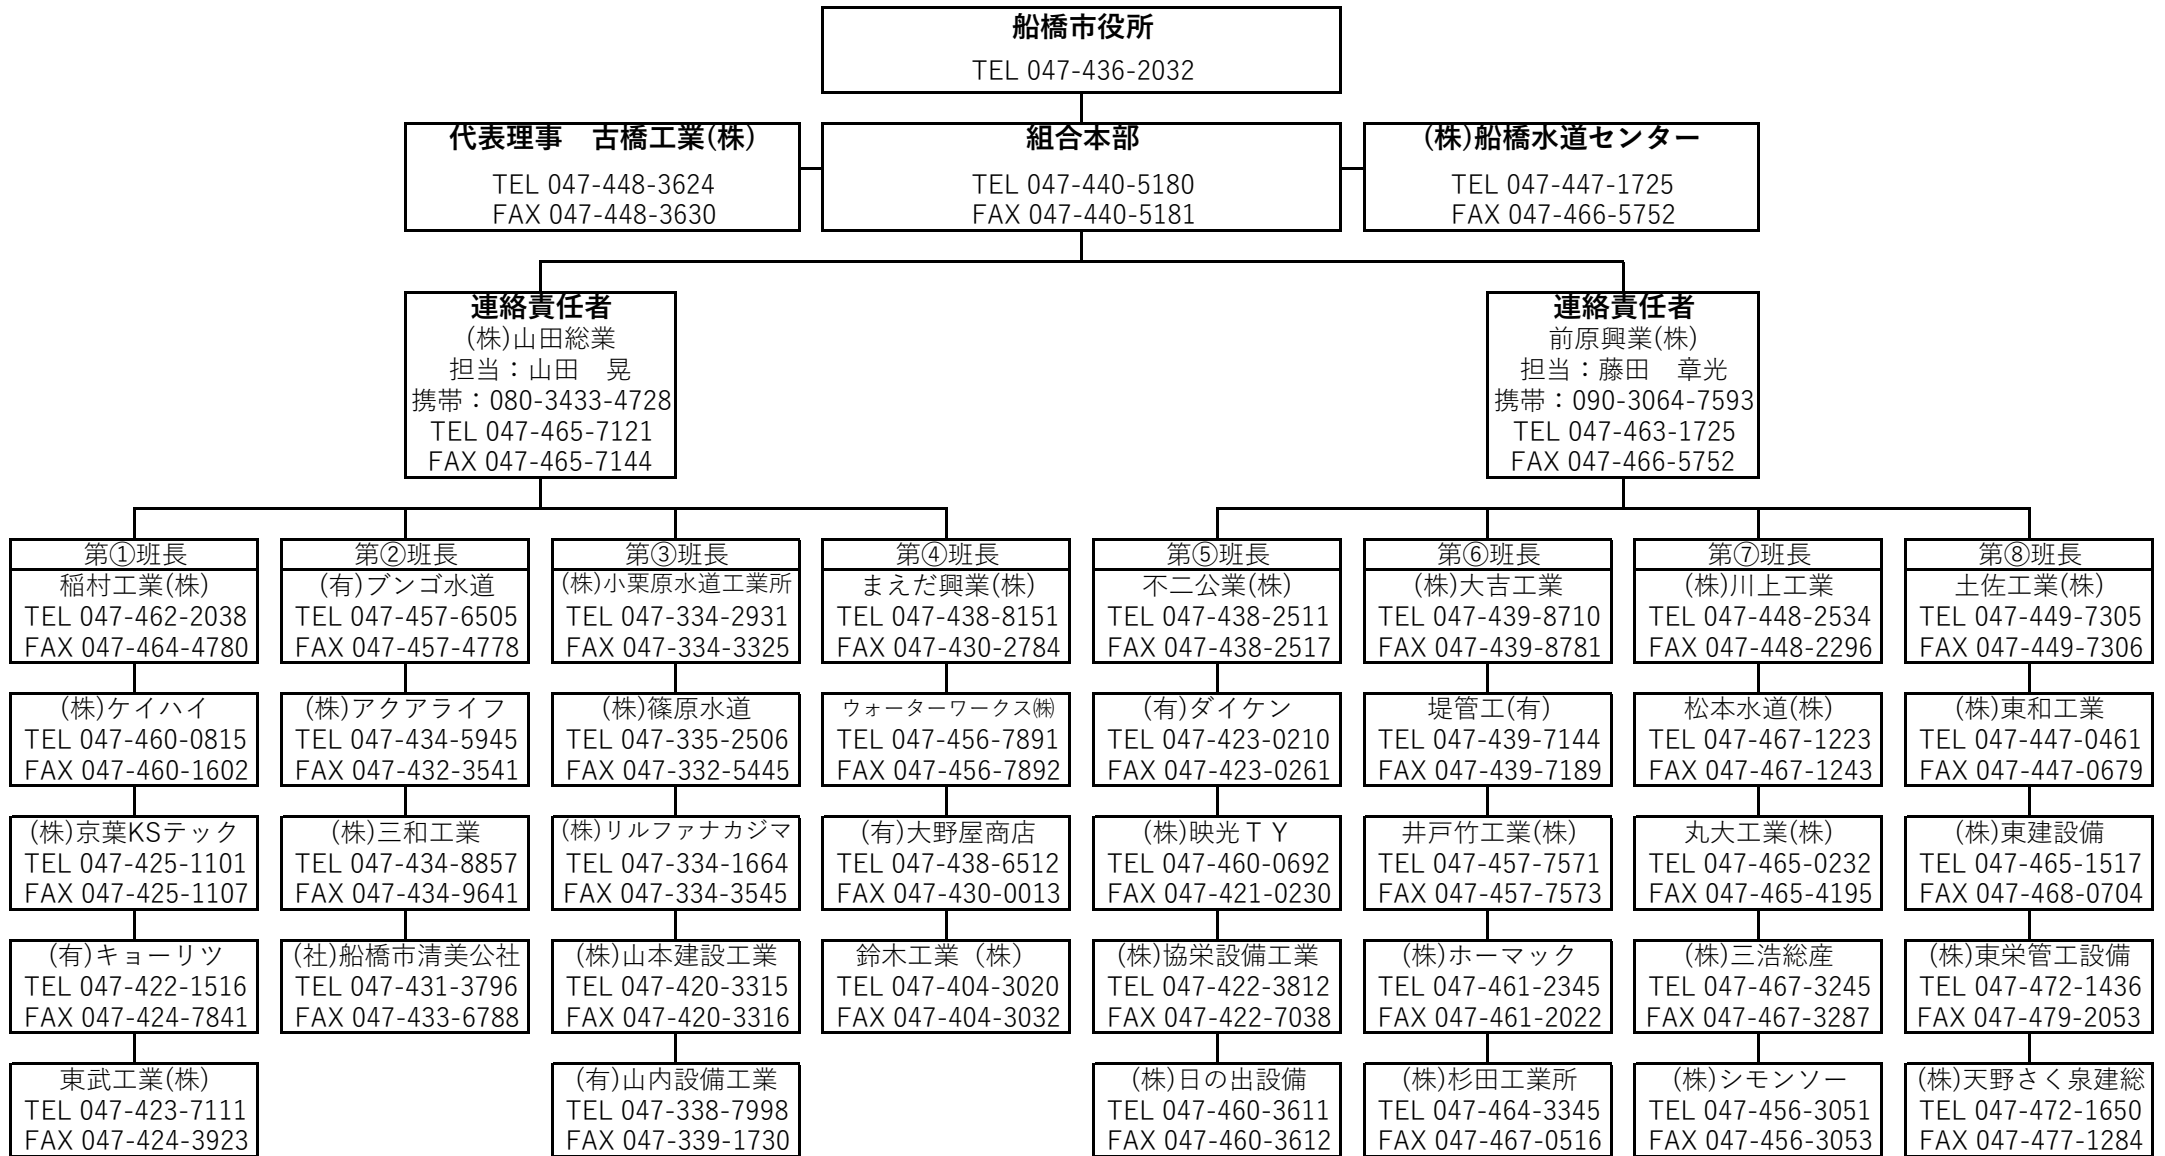 船橋市役所
TEL 047-436-2032
代表理事　古橋工業(株)
TEL 047-448-3624
FAX 047-448-3630
組合本部
TEL 047-440-5180
FAX 047-440-5181
(株)船橋水道センター
TEL 047-447-1725
FAX 047-466-5752
連絡責任者
(株)山田総業
担当：山田　晃
携帯：080-3433-4728
TEL 047-465-7121
FAX 047-465-7144
連絡責任者
前原興業(株)
担当：藤田　章光
携帯：090-3064-7593
TEL 047-463-1725
FAX 047-466-5752
第①班長
稲村工業(株)
TEL 047-462-2038
FAX 047-464-4780
(株)ケイハイ
TEL 047-460-0815
FAX 047-460-1602
(株)京葉KSテック
TEL 047-425-1101
FAX 047-425-1107
(有)キョーリツ
TEL 047-422-1516
FAX 047-424-7841
東武工業(株)
TEL 047-423-7111
FAX 047-424-3923
第②班長
(有)ブンゴ水道
TEL 047-457-6505
FAX 047-457-4778
(株)アクアライフ
TEL 047-434-5945
FAX 047-432-3541
(株)三和工業
TEL 047-434-8857
FAX 047-434-9641
(社)船橋市清美公社
TEL 047-431-3796
FAX 047-433-6788
第③班長
(株)小栗原水道工業所
TEL 047-334-2931
FAX 047-334-3325
(株)篠原水道
TEL 047-335-2506
FAX 047-332-5445
(株)リルファナカジマ
TEL 047-334-1664
FAX 047-334-3545
(株)山本建設工業
TEL 047-420-3315
FAX 047-420-3316
(有)山内設備工業
TEL 047-338-7998
FAX 047-339-1730
第④班長
まえだ興業(株)
TEL 047-438-8151
FAX 047-430-2784
ウォーターワークス㈱
TEL 047-456-7891
FAX 047-456-7892
(有)大野屋商店
TEL 047-438-6512
FAX 047-430-0013
鈴木工業（株）
TEL 047-404-3020
FAX 047-404-3032
第⑤班長
不二公業(株)
TEL 047-438-2511
FAX 047-438-2517
(有)ダイケン
TEL 047-423-0210
FAX 047-423-0261
(株)映光ＴＹ
TEL 047-460-0692
FAX 047-421-0230
(株)協栄設備工業
TEL 047-422-3812
FAX 047-422-7038
(株)日の出設備
TEL 047-460-3611
FAX 047-460-3612
第⑥班長
(株)大吉工業
TEL 047-439-8710
FAX 047-439-8781
堤管工(有)
TEL 047-439-7144
FAX 047-439-7189
井戸竹工業(株)
TEL 047-457-7571
FAX 047-457-7573
(株)ホーマック
TEL 047-461-2345
FAX 047-461-2022
(株)杉田工業所
TEL 047-464-3345
FAX 047-467-0516
第⑦班長
(株)川上工業
TEL 047-448-2534
FAX 047-448-2296
松本水道(株)
TEL 047-467-1223
FAX 047-467-1243
丸大工業(株)
TEL 047-465-0232
FAX 047-465-4195
(株)三浩総産
TEL 047-467-3245
FAX 047-467-3287
(株)シモンソー
TEL 047-456-3051
FAX 047-456-3053
第⑧班長
土佐工業(株)
TEL 047-449-7305
FAX 047-449-7306
(株)東和工業
TEL 047-447-0461
FAX 047-447-0679
(株)東建設備
TEL 047-465-1517
FAX 047-468-0704
(株)東栄管工設備
TEL 047-472-1436
FAX 047-479-2053
(株)天野さく泉建総
TEL 047-472-1650
FAX 047-477-1284